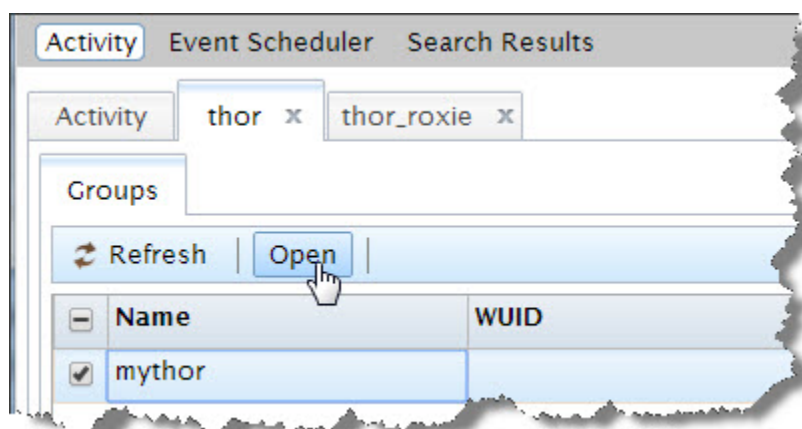 Activity Event Scheduler Search Results
Activity thor x thor_roxie x
Groups
Refresh Open
Name WUID
mythor